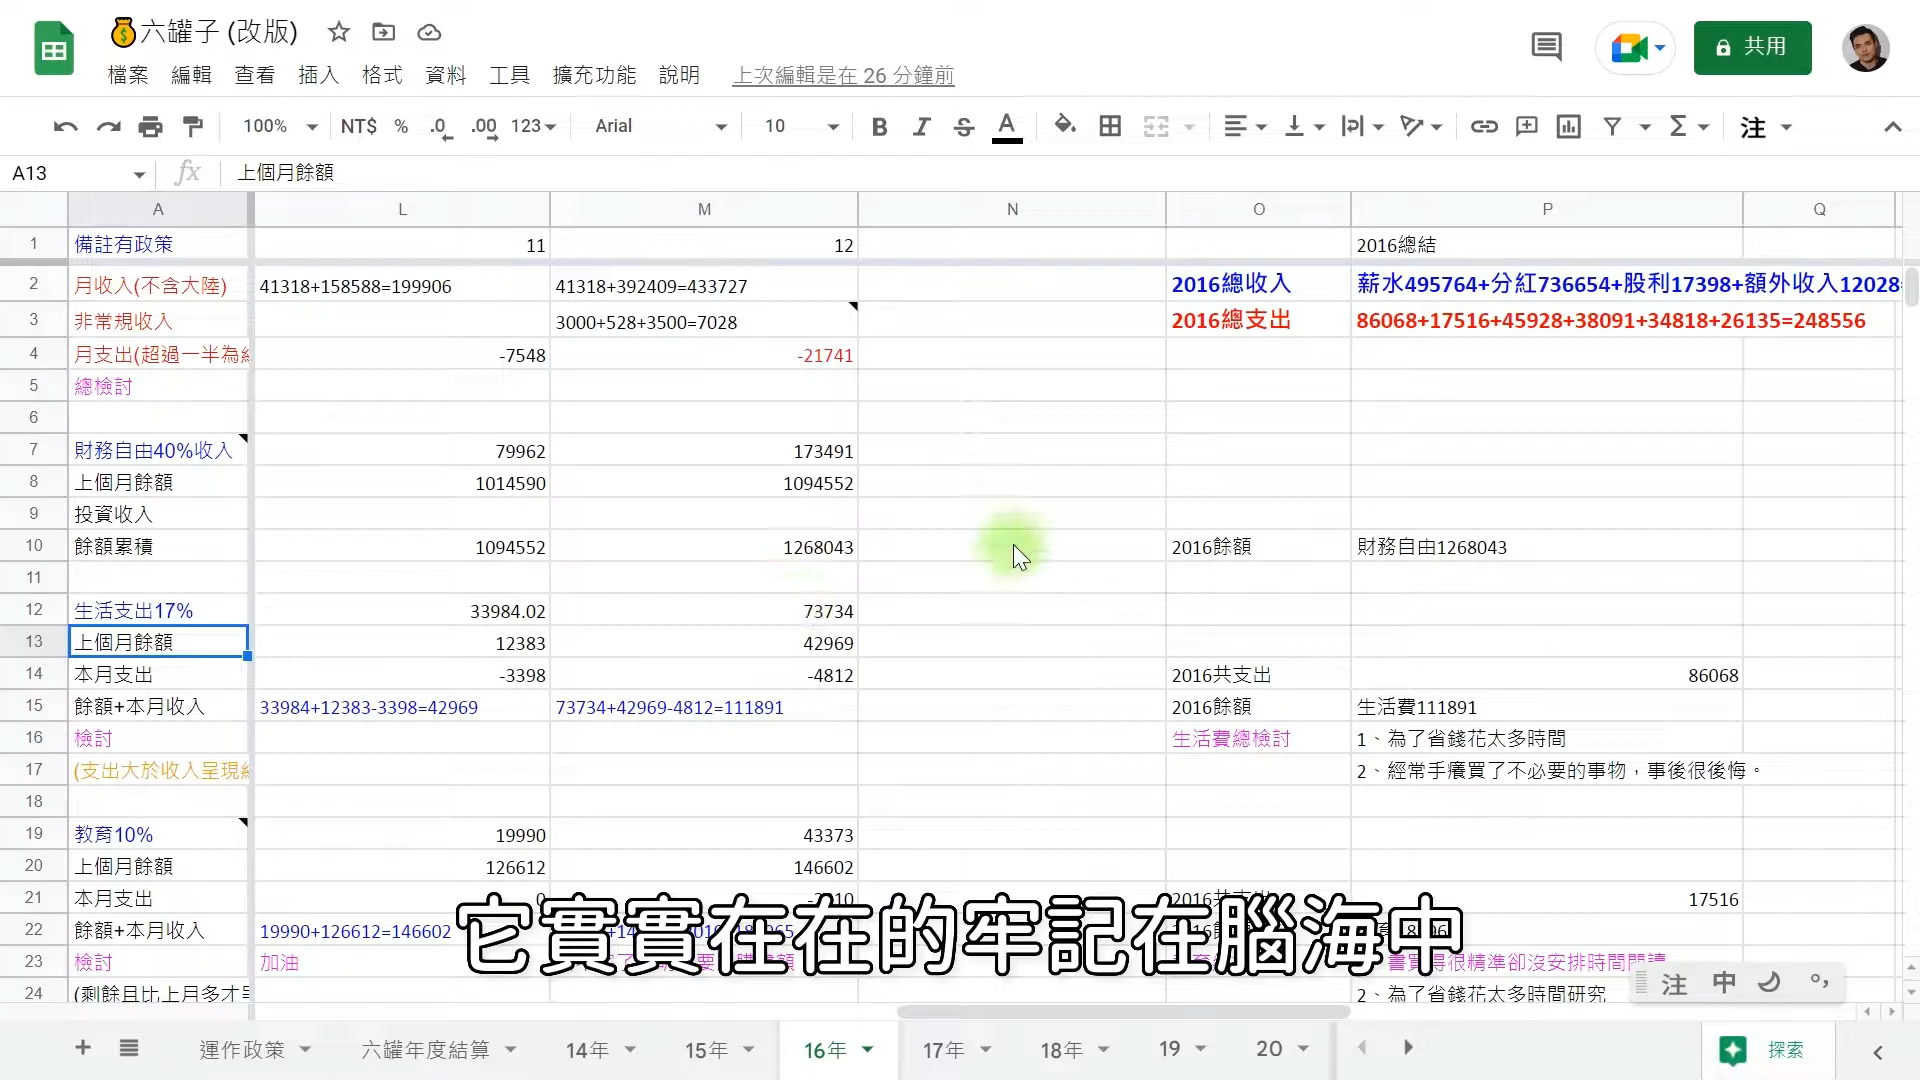 六罐子 (改版)
檔案 編輯 查看 插入 格式 資料 工具 擴充功能 說明 上次編輯是在 26 分鐘前
共用
100% NT$ % .0 .00 123 Arial 10 B I S A 注
A13 fx 上個月餘額
A L M N O P Q
1 備註有政策 11 12 2016總結
2 月收入(不含大陸) 41318+158588=199906 41318+392409=433727 2016總收入 薪水495764+分紅736654+股利17398+額外收入12028=
3 非常規收入 3000+528+3500=7028 2016總支出 86068+17516+45928+38091+34818+26135=248556
4 月支出(超過一半為 -7548 -21741
5 總檢討
6
7 財務自由40%收入 79962 173491
8 上個月餘額 1014590 1094552
9 投資收入
10 餘額累積 1094552 1268043 2016餘額 財務自由1268043
11
12 生活支出17% 33984.02 73734
13 上個月餘額 12383 42969
14 本月支出 -3398 -4812 2016共支出 86068
15 餘額+本月收入 33984+12383-3398=42969 73734+42969-4812=111891 2016餘額 生活費111891
16 檢討 生活費總檢討 1、為了省錢花太多時間
17 (支出大於收入呈現 2、經常手癢買了不必要的事物，事後很後悔。
18
19 教育10% 19990 43373
20 上個月餘額 126612 146602
21 本月支出 17516
22 餘額+本月收入 19990+126612=146602
23 檢討 加油
24 (剩餘且比上月多才 2、為了省錢花太多時間研究
它實實在在的牢記在腦海中
注 中
運作政策 六罐年度結算 14年 15年 16年 17年 18年 19 20 探索